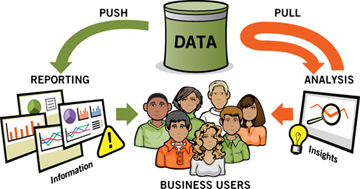 PUSH
PULL
DATA
REPORTING
ANALYSIS
Information
Insights
BUSINESS USERS